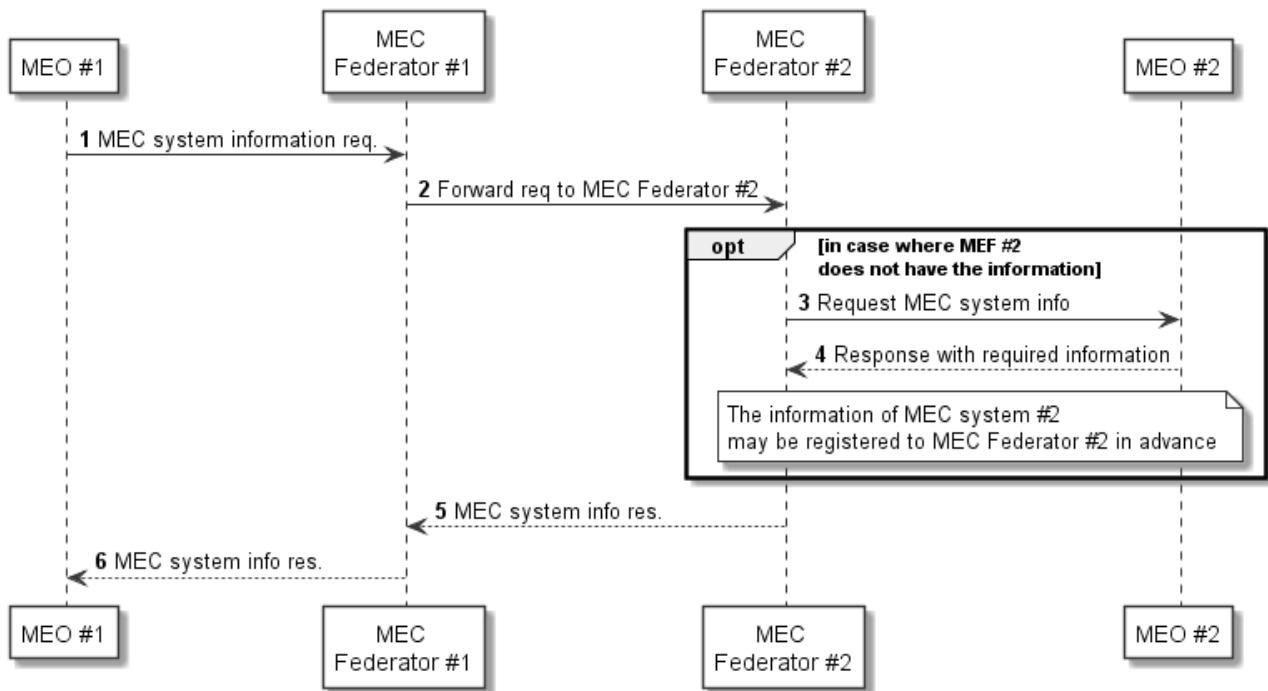 MEO #1
MEC
Federator #1
MEC
Federator #2
MEO #2
1 MEC system information req.
2 Forward req to MEC Federator #2
opt
[in case where MEF #2
does not have the information]
3 Request MEC system info
4 Response with required information
The information of MEC system #2
may be registered to MEC Federator #2 in advance
5 MEC system info res.
6 MEC system info res.
MEO #1
MEC
Federator #1
MEC
Federator #2
MEO #2